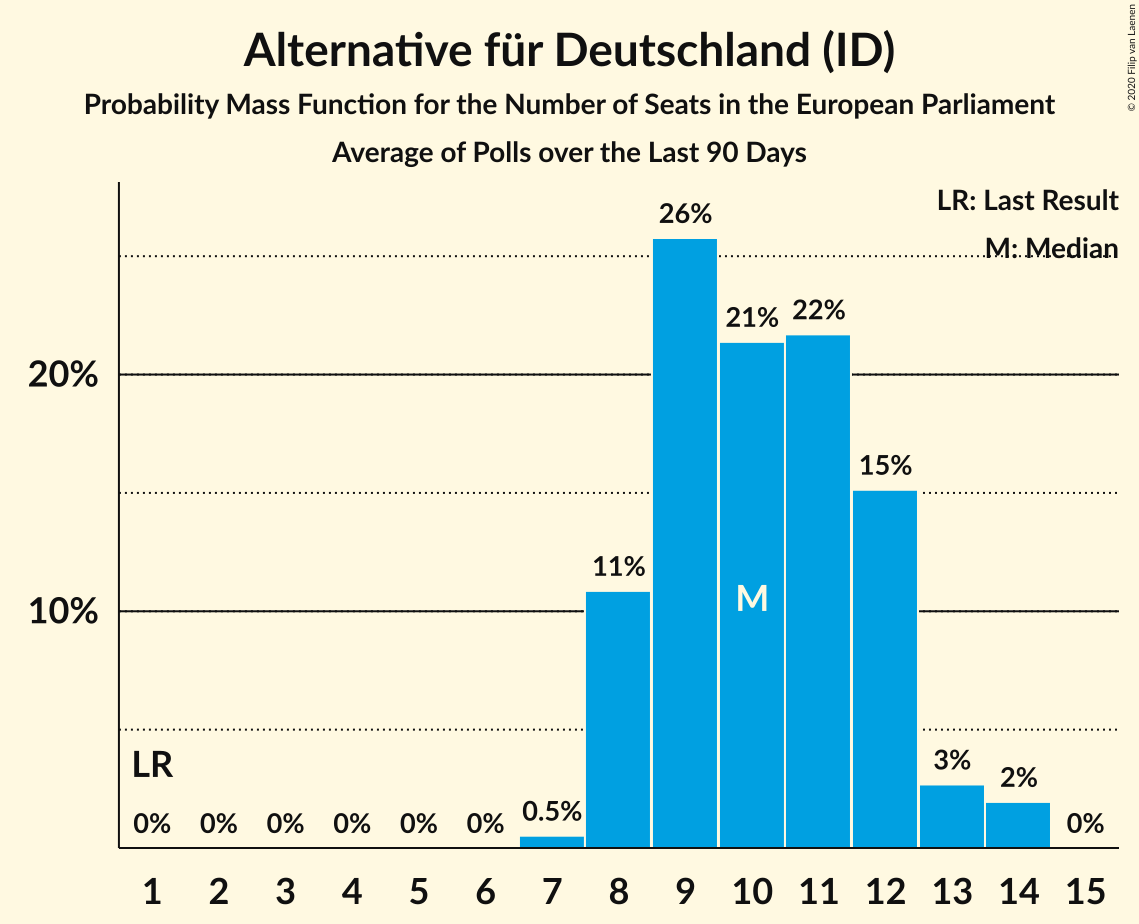 Alternative für Deutschland (ID)
Probability Mass Function for the Number of Seats in the European Parliament
Average of Polls over the Last 90 Days
© 2020 Filip van Laenen
LR: Last Result
M: Median
26%
21%
22%
20%
15%
11%
M
10%
LR
0%
0%
0%
0%
0%
0%
0.5%
3%
2%
0%
1 2 3 4 5 6 7 8 9 10 11 12 13 14 15